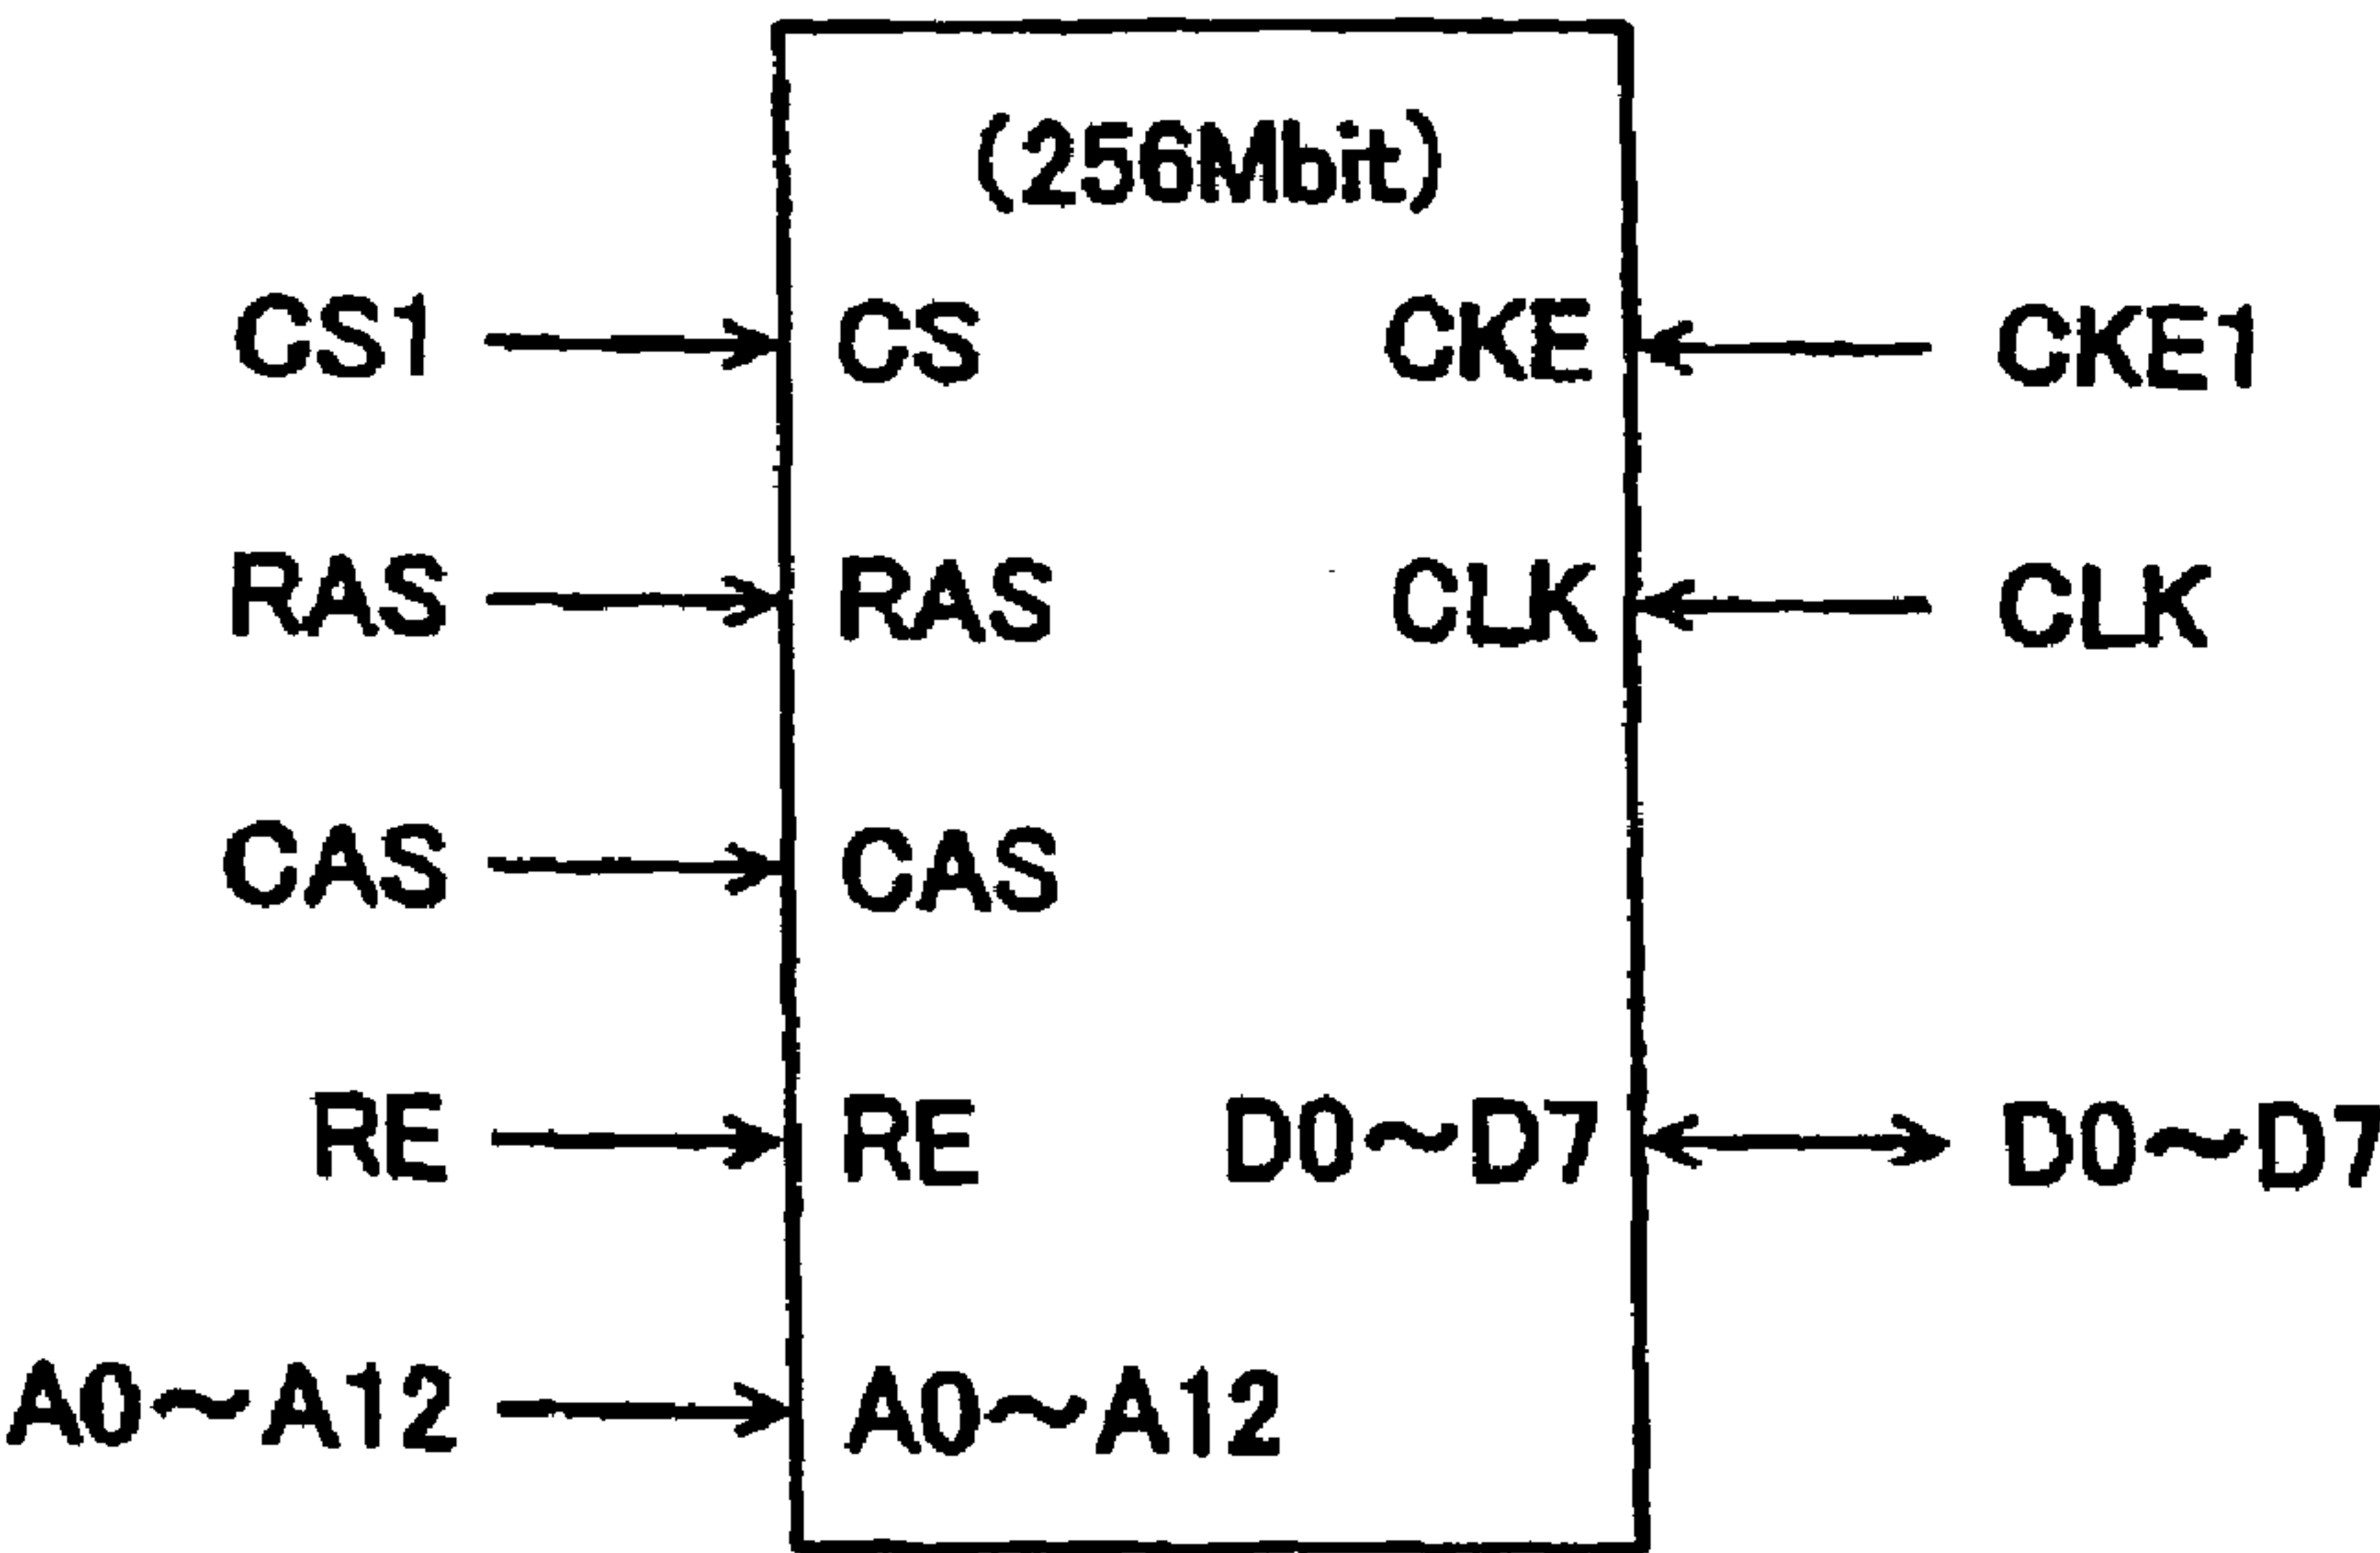 (256Mbit)
CS1 CS CKE CKE1
RAS RAS CLK CLK
CAS CAS
RE RE D0~D7 D0~D7
A0~A12 A0~A12